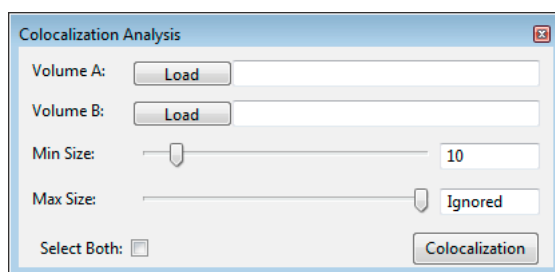 Colocalization Analysis
Volume A: Load
Volume B: Load
Min Size: 10
Max Size: Ignored
Select Both: Colocalization